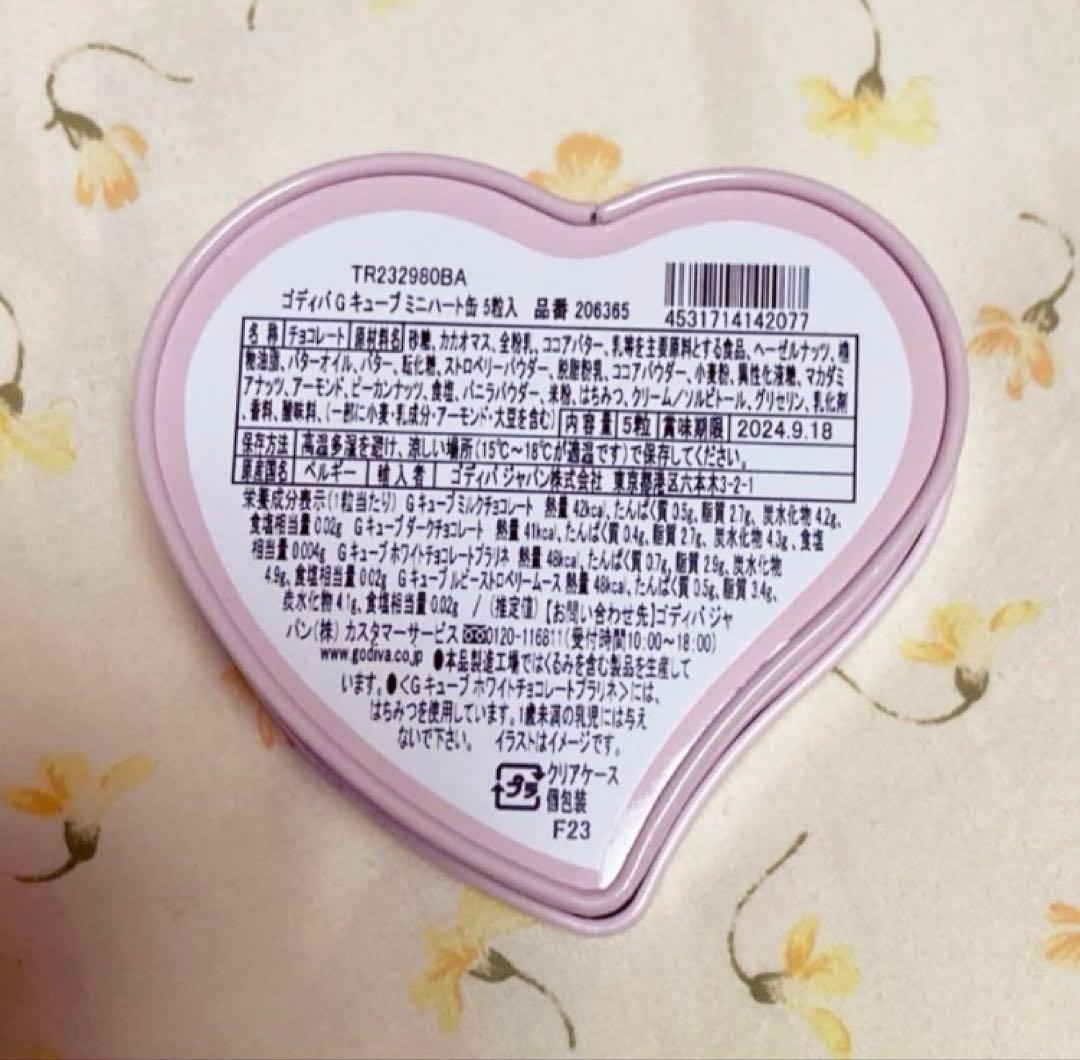 TR232980BA
ゴディバ G キューブ ミニハート缶 5粒入 品番 206365
4531714142077
名 称 チョコレート 原材料名 砂糖、カカオマス、全粉乳、ココアバター、乳等を主要原料とする食品、ヘーゼルナッツ、植
物油脂、バターオイル、バター、転化糖、ストロベリーパウダー、脱脂粉乳、ココアパウダー、小麦粉、異性化液糖、マカダミ
アナッツ、アーモンド、ピーカンナッツ、食塩、バニラパウダー、米粉、はちみつ、クリーム/ソルビトール、グリセリン、乳化剤
、香料、酸味料、(一部に小麦・乳成分・アーモンド・大豆を含む) 内 容 量 5粒 賞味期限 2024.9.18
保存方法 高温多湿を避け、涼しい場所(15℃〜18℃が適温です)で保存してください。
原産国名 ベルギー 輸 入 者 ゴディバ ジャパン株式会社 東京都港区六本木3-2-1
栄養成分表示(1粒当たり) G キューブ ミルクチョコレート 熱量 42kcal、たんぱく質 0.5g、脂質 2.7g、炭水化物 4.2g、
食塩相当量 0.02g G キューブ ダークチョコレート 熱量 41kcal、たんぱく質 0.4g、脂質 2.7g、炭水化物 4.3g、食塩
相当量 0.004g G キューブ ホワイトチョコレートプラリネ 熱量 48kcal、たんぱく質 0.7g、脂質 2.9g、炭水化物
4.9g、食塩相当量 0.02g G キューブ ルビーストロベリームース 熱量 48kcal、たんぱく質 0.5g、脂質 3.4g、
炭水化物 4.1g、食塩相当量 0.02g / (推定値) 【お問い合わせ先】ゴディバ ジャ
パン(株) カスタマーサービス 0120-116811(受付時間10:00〜18:00)
www.godiva.co.jp ●本品製造工場ではくるみを含む製品を生産して
います。●<G キューブ ホワイトチョコレートプラリネ>には、
はちみつを使用しています。1歳未満の乳児には与え
ないで下さい。 イラストはイメージです。
プラ クリアケース
個包装
F23